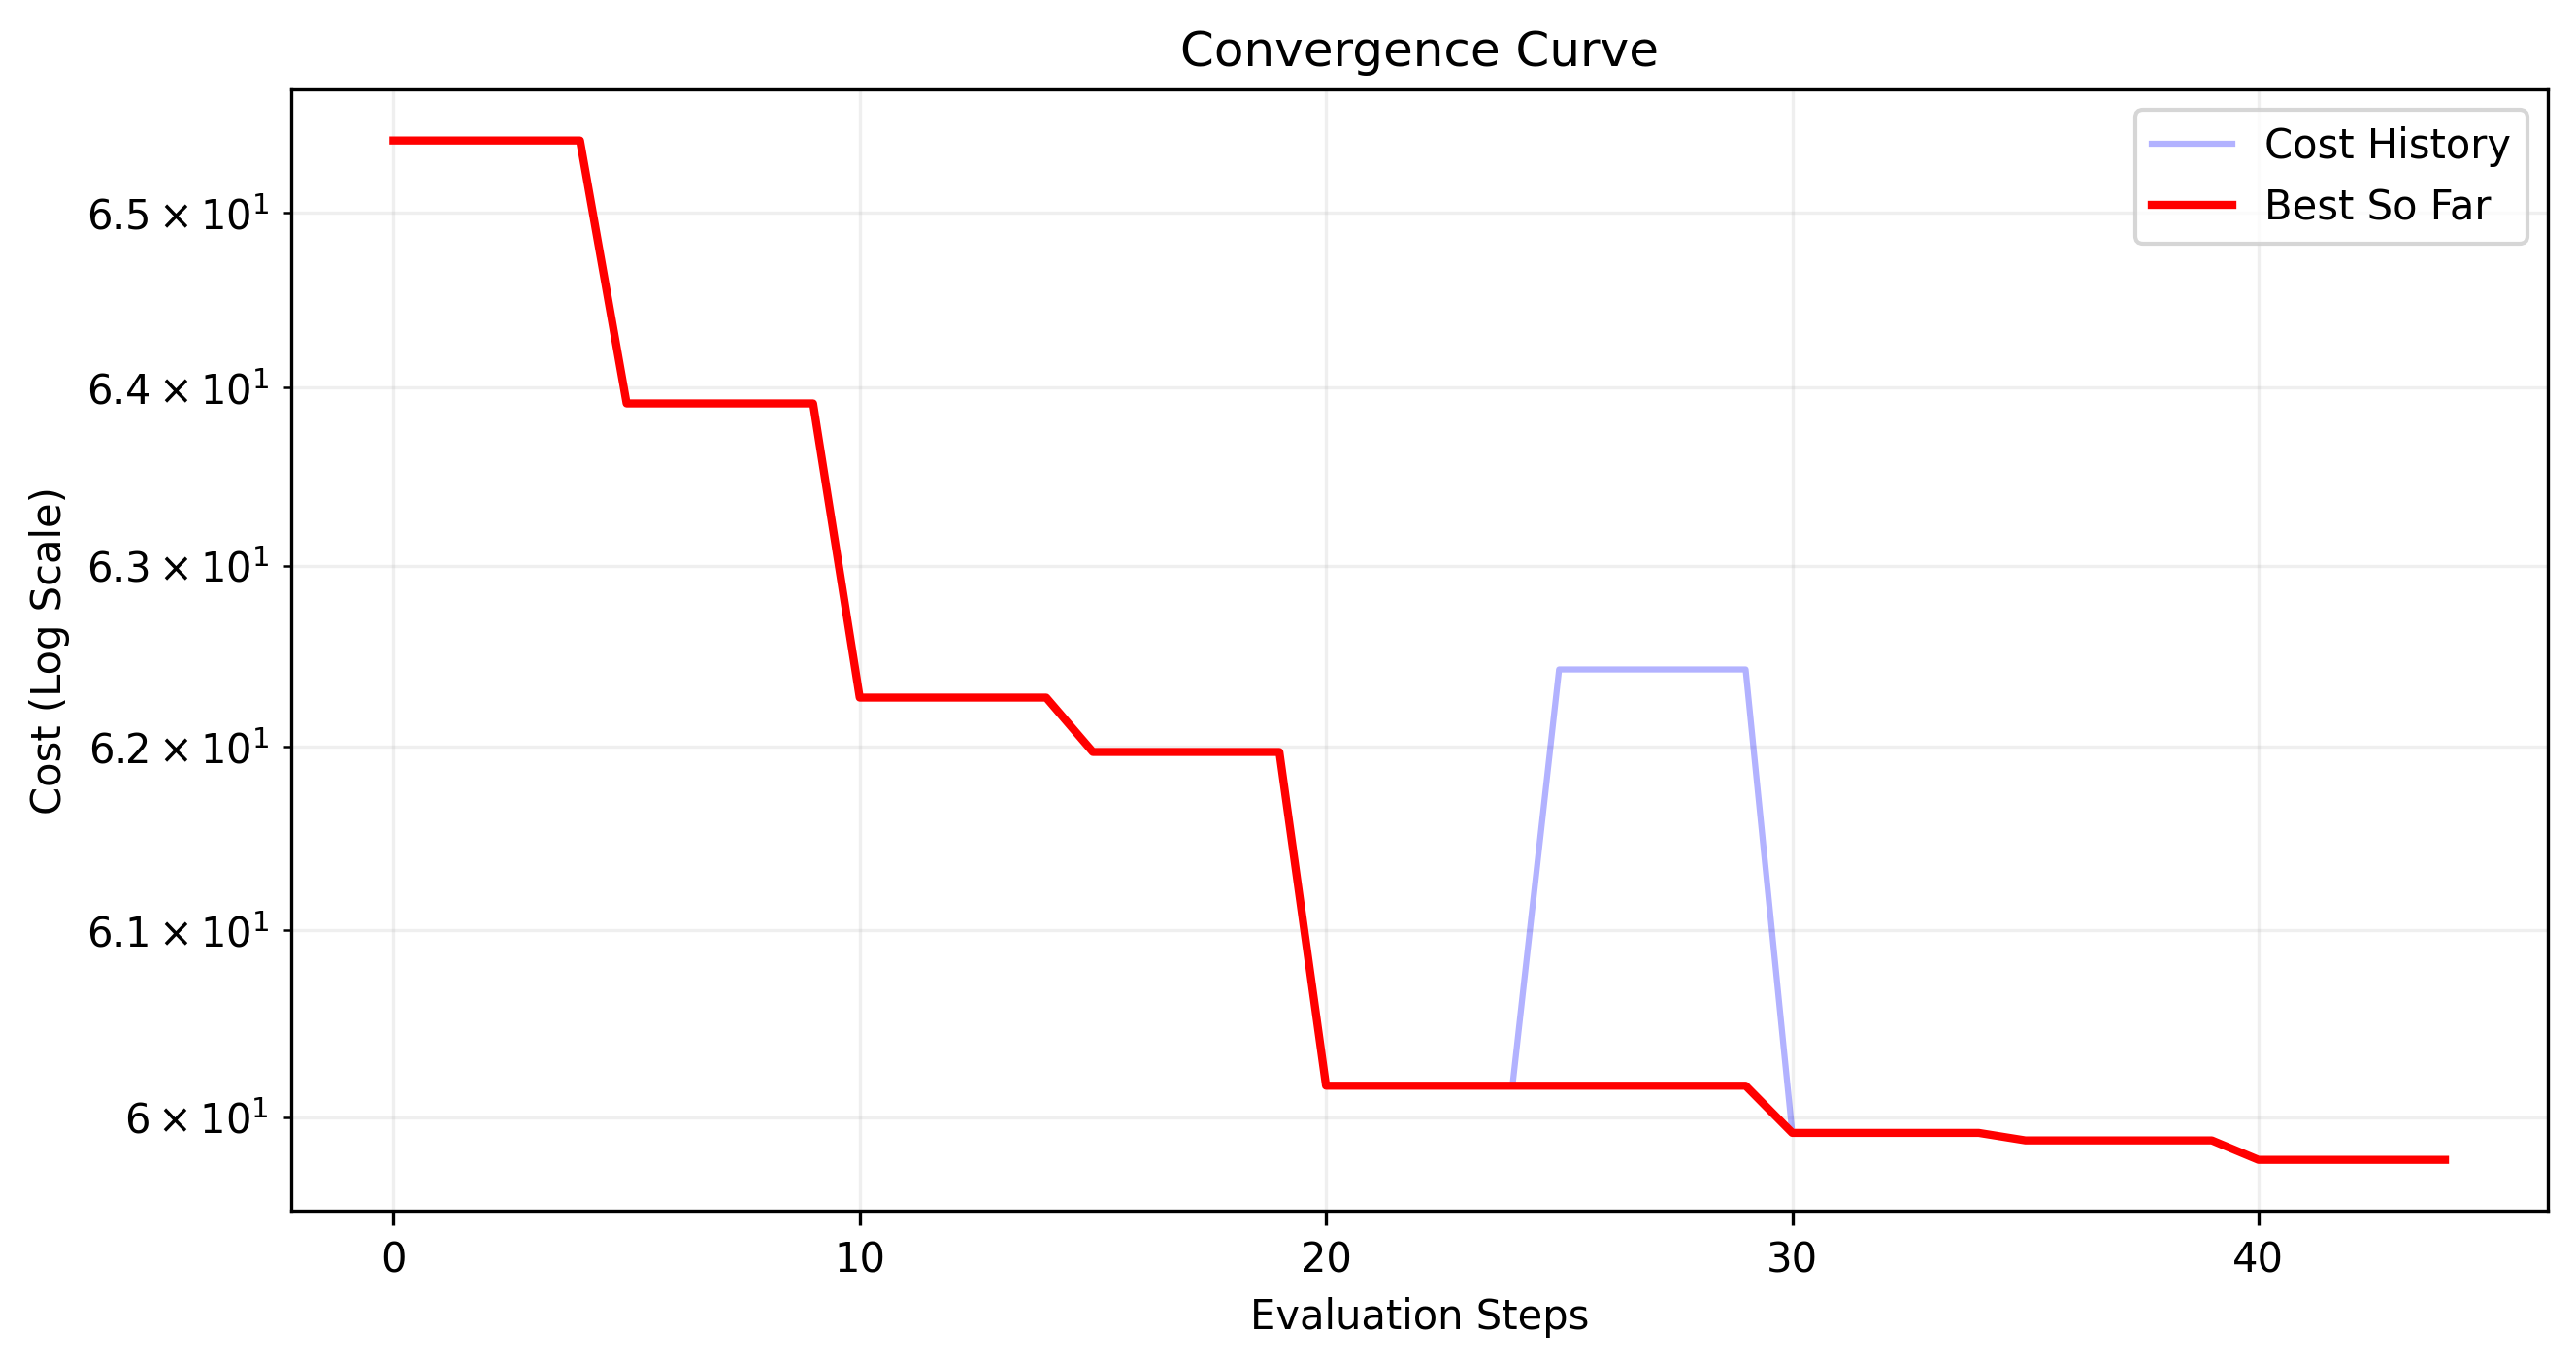 Convergence Curve
Cost History
Best So Far
6.5 × 10¹
6.4 × 10¹
6.3 × 10¹
6.2 × 10¹
6.1 × 10¹
6 × 10¹
Cost (Log Scale)
0 10 20 30 40
Evaluation Steps